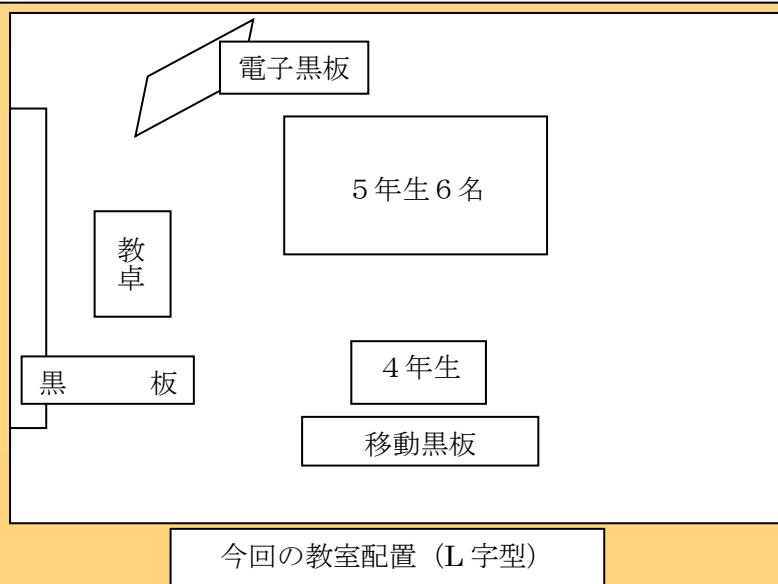 電子黒板
５年生６名
教卓
４年生
黒　　　板
移動黒板
今回の教室配置（L 字型）